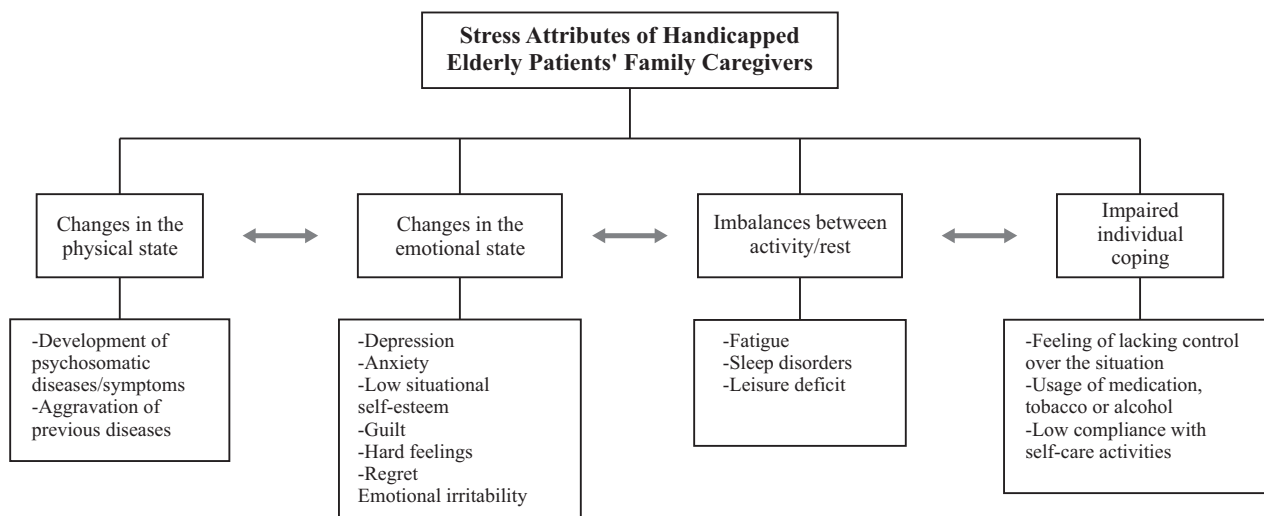 Stress Attributes of Handicapped
Elderly Patients' Family Caregivers
Changes in the
physical state
Changes in the
emotional state
Imbalances between
activity/rest
Impaired
individual
coping
-Development of
psychosomatic
diseases/symptoms
-Aggravation of
previous diseases
-Depression
-Anxiety
-Low situational
self-esteem
-Guilt
-Hard feelings
-Regret
Emotional irritability
-Fatigue
-Sleep disorders
-Leisure deficit
-Feeling of lacking control
over the situation
-Usage of medication,
tobacco or alcohol
-Low compliance with
self-care activities